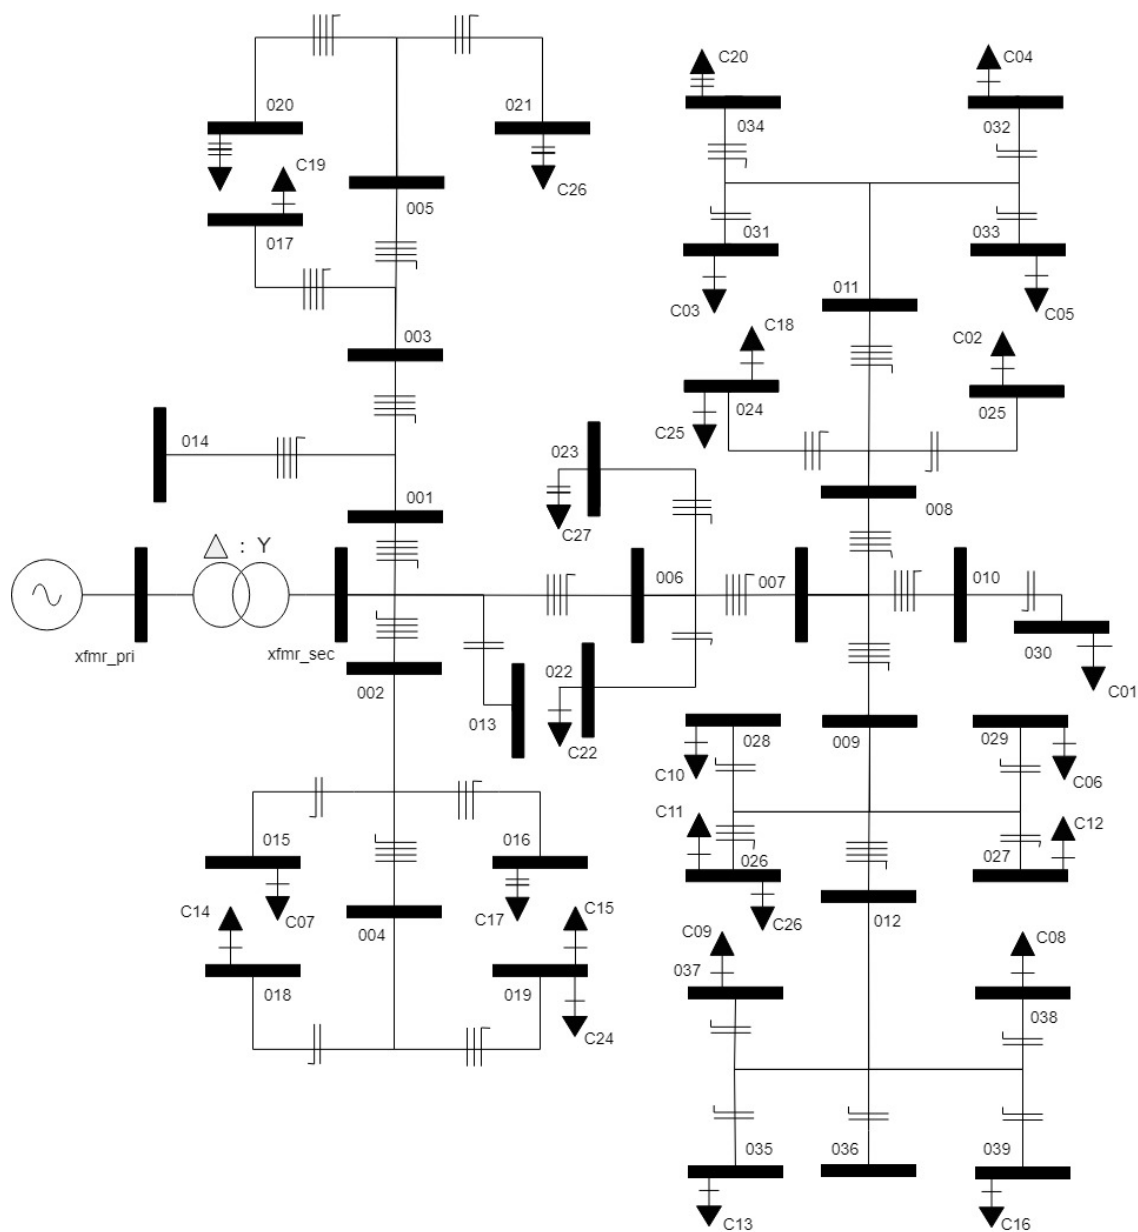 020
021
C20
C04
034
032
C19
C26
005
017
031
033
011
C03
C05
003
C18
C02
024
025
014
C25
023
001
008
: Y
C27
006
007
010
xfmr_pri
xfmr_sec
002
022
030
013
C22
C01
028
009
029
C10
C06
C11
C12
015
016
026
027
C14
C07
C17
C15
004
C26
012
C09
C08
018
019
037
C24
038
035
036
039
C13
C16